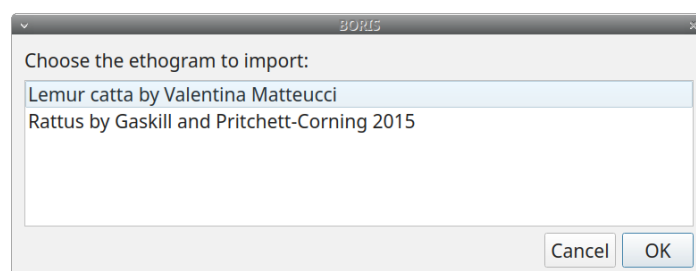 BORIS
Choose the ethogram to import:
Lemur catta by Valentina Matteucci
Rattus by Gaskill and Pritchett-Corning 2015
Cancel OK